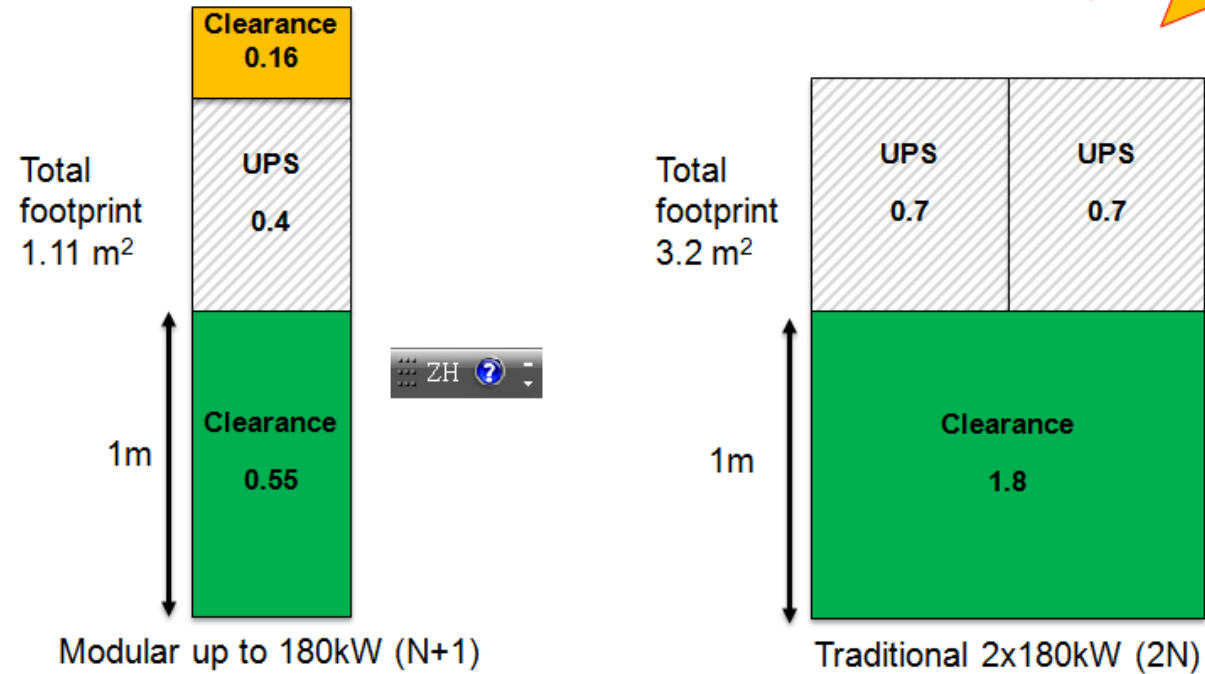 Clearance
0.16
UPS
0.4
Total
footprint
1.11 m²
Clearance
0.55
1m
Modular up to 180kW (N+1)
ZH
?
UPS
0.7
UPS
0.7
Total
footprint
3.2 m²
Clearance
1.8
1m
Traditional 2x180kW (2N)